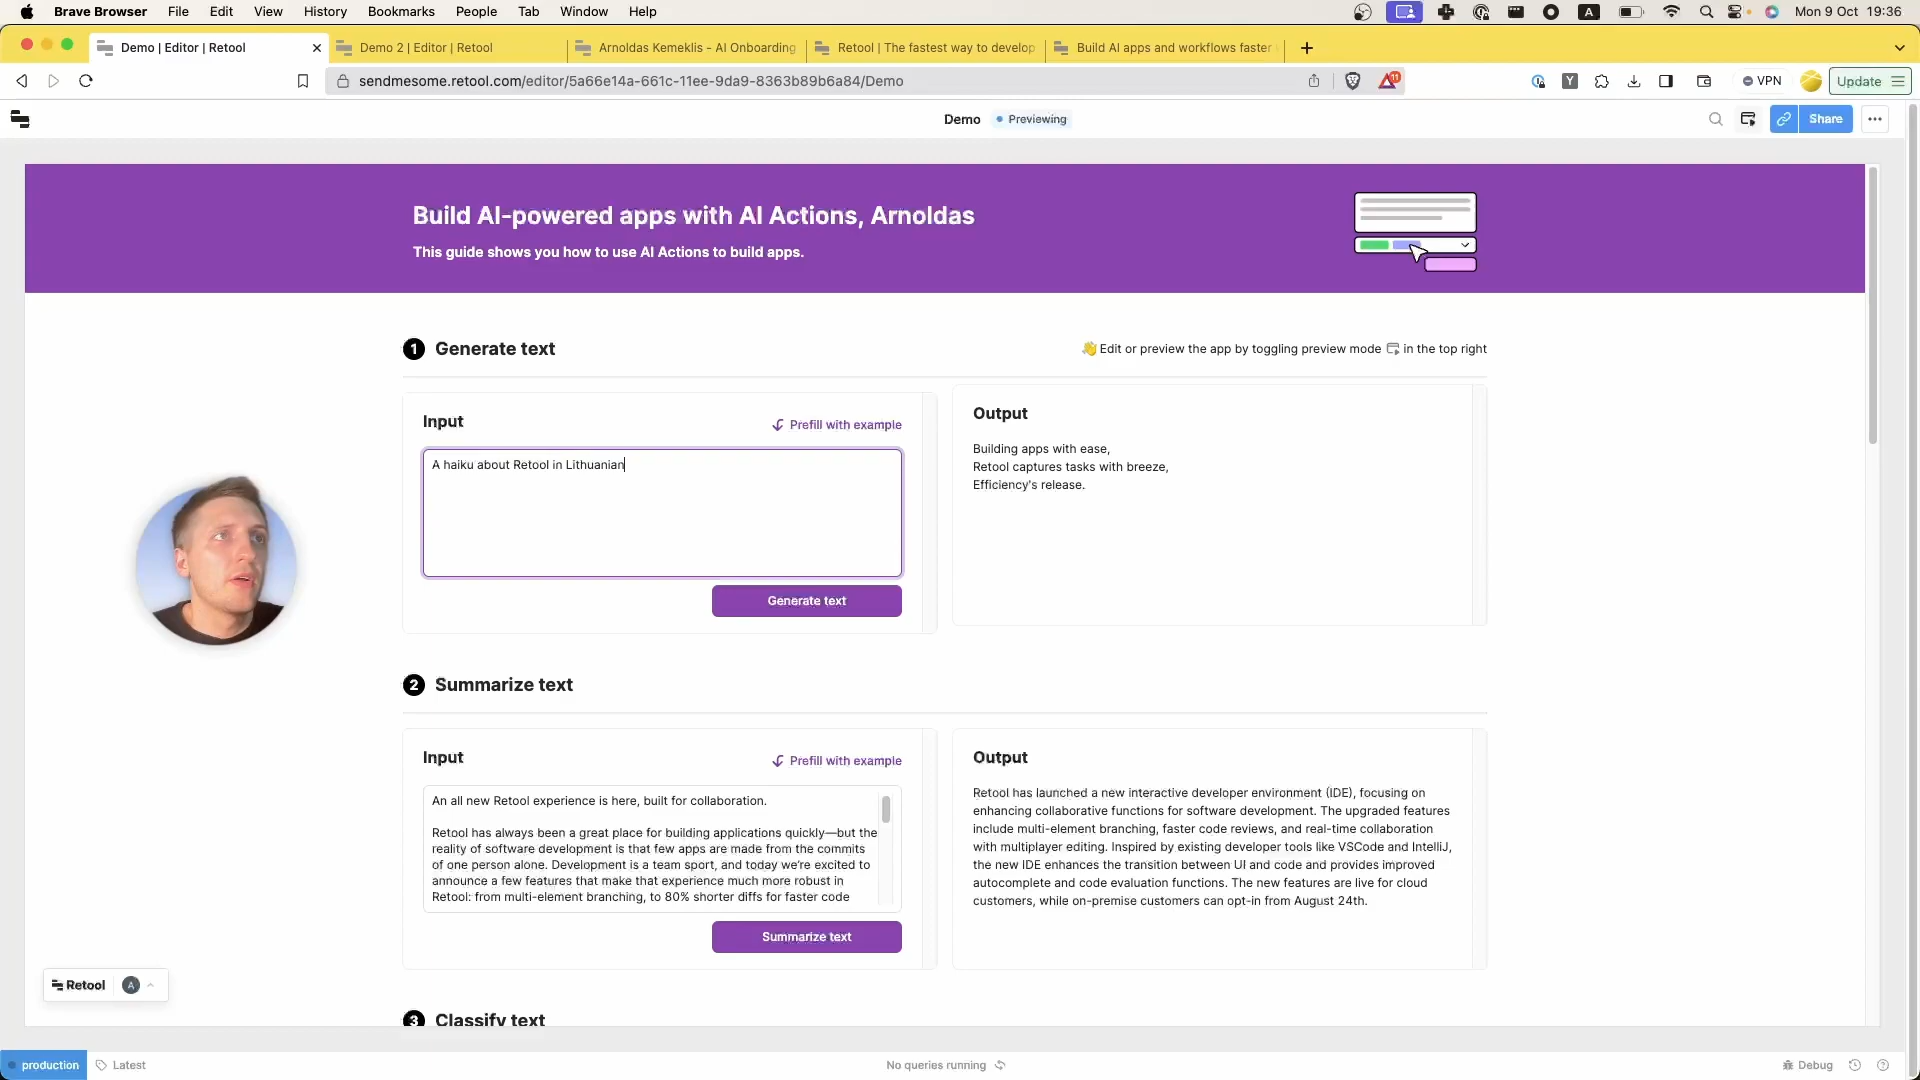 Brave Browser File Edit View History Bookmarks People Tab Window Help A Mon 9 Oct 19:36
Demo | Editor | Retool Demo 2 | Editor | Retool Arnoldas Kemeklis - AI Onboarding Retool | The fastest way to develop Build AI apps and workflows faster
sendmesome.retool.com/editor/5a66e14a-661c-11ee-9da9-8363b89b6a84/Demo 11 Y VPN Update
Demo Previewing Share
Build AI-powered apps with AI Actions, Arnoldas
This guide shows you how to use AI Actions to build apps.
1 Generate text
👋 Edit or preview the app by toggling preview mode in the top right
Input
Prefill with example
A haiku about Retool in Lithuanian
Generate text
Output
Building apps with ease,
Retool captures tasks with breeze,
Efficiency's release.
2 Summarize text
Input
Prefill with example
An all new Retool experience is here, built for collaboration.
Retool has always been a great place for building applications quickly—but the
reality of software development is that few apps are made from the commits
of one person alone. Development is a team sport, and today we're excited to
announce a few features that make that experience much more robust in
Retool: from multi-element branching, to 80% shorter diffs for faster code
Summarize text
Output
Retool has launched a new interactive developer environment (IDE), focusing on
enhancing collaborative functions for software development. The upgraded features
include multi-element branching, faster code reviews, and real-time collaboration
with multiplayer editing. Inspired by existing developer tools like VSCode and IntelliJ,
the new IDE enhances the transition between UI and code and provides improved
autocomplete and code evaluation functions. The new features are live for cloud
customers, while on-premise customers can opt-in from August 24th.
Retool A
3 Classify text
production Latest No queries running Debug